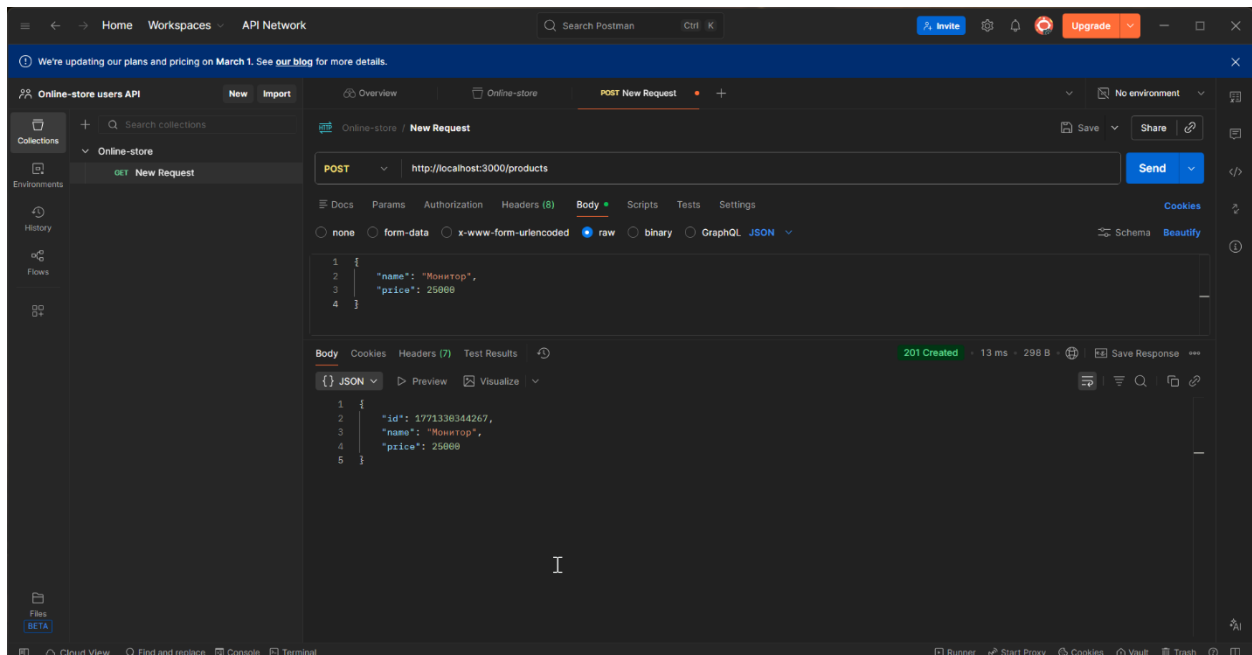 Home Workspaces API Network Search Postman Ctrl K Invite Upgrade
We're updating our plans and pricing on March 1. See our blog for more details.
Online-store users API New Import Overview Online-store POST New Request No environment
Collections Search collections Online-store / New Request Save Share
Online-store
GET New Request POST http://localhost:3000/products Send
Environments
History
Flows
Docs Params Authorization Headers (8) Body Scripts Tests Settings Cookies
none form-data x-www-form-urlencoded raw binary GraphQL JSON Schema Beautify
1 {
2 "name": "Монитор",
3 "price": 25000
4 }
Body Cookies Headers (7) Test Results 201 Created 13 ms 298 B Save Response
{} JSON Preview Visualize
1 {
2 "id": 1771330344267,
3 "name": "Монитор",
4 "price": 25000
5 }
Files
BETA
AI
Cloud View Find and replace Console Terminal Runner Start Proxy Cookies Vault Trash